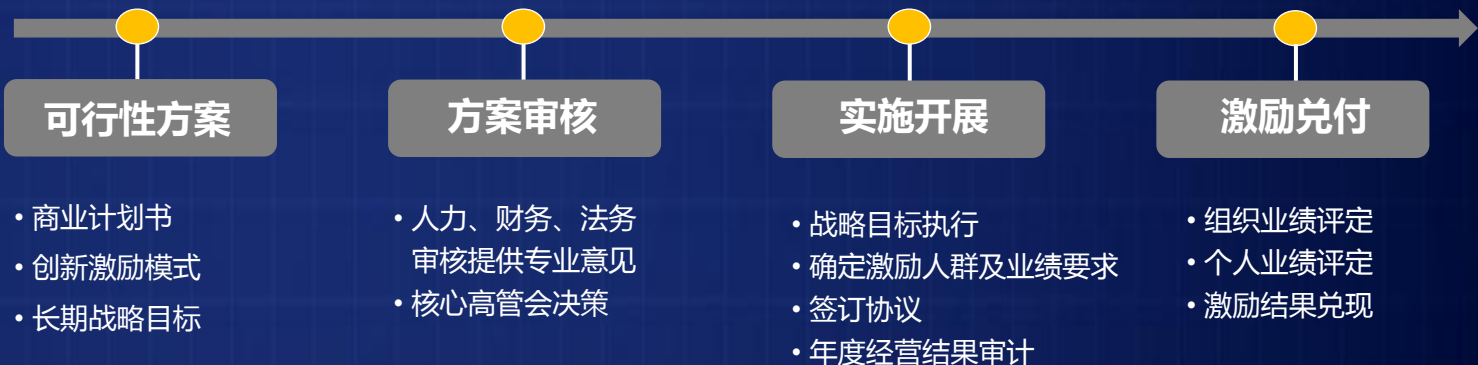 可行性方案
• 商业计划书
• 创新激励模式
• 长期战略目标
方案审核
• 人力、财务、法务
审核提供专业意见
• 核心高管会决策
实施开展
• 战略目标执行
• 确定激励人群及业绩要求
• 签订协议
• 年度经营结果审计
激励兑付
• 组织业绩评定
• 个人业绩评定
• 激励结果兑现